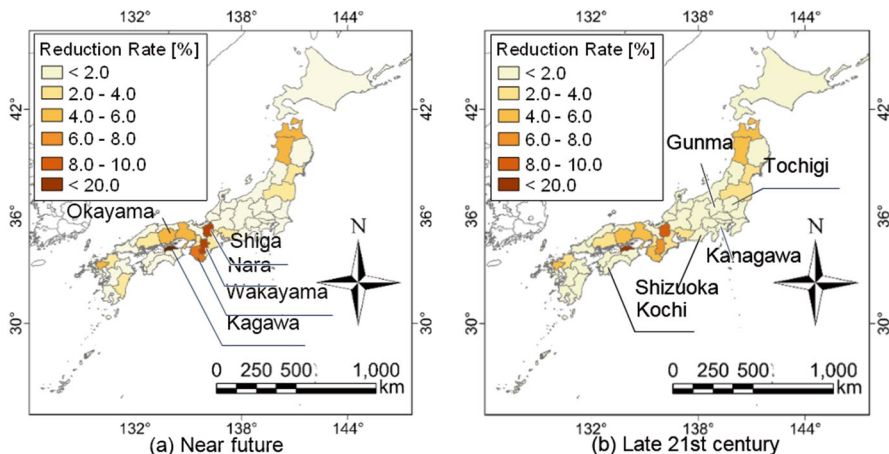 132° 138° 144°
Reduction Rate [%]
< 2.0
2.0 - 4.0
4.0 - 6.0
6.0 - 8.0
8.0 - 10.0
< 20.0
42°
36°
30°
Okayama
Shiga
Nara
Wakayama
Kagawa
N
0 250 500 1,000
km
132° 138° 144°
(a) Near future
132° 138° 144°
Reduction Rate [%]
< 2.0
2.0 - 4.0
4.0 - 6.0
6.0 - 8.0
8.0 - 10.0
< 20.0
42°
36°
30°
42°
36°
30°
Gunma
Tochigi
Kanagawa
Shizuoka
Kochi
N
0 250 500 1,000
km
132° 138° 144°
(b) Late 21st century